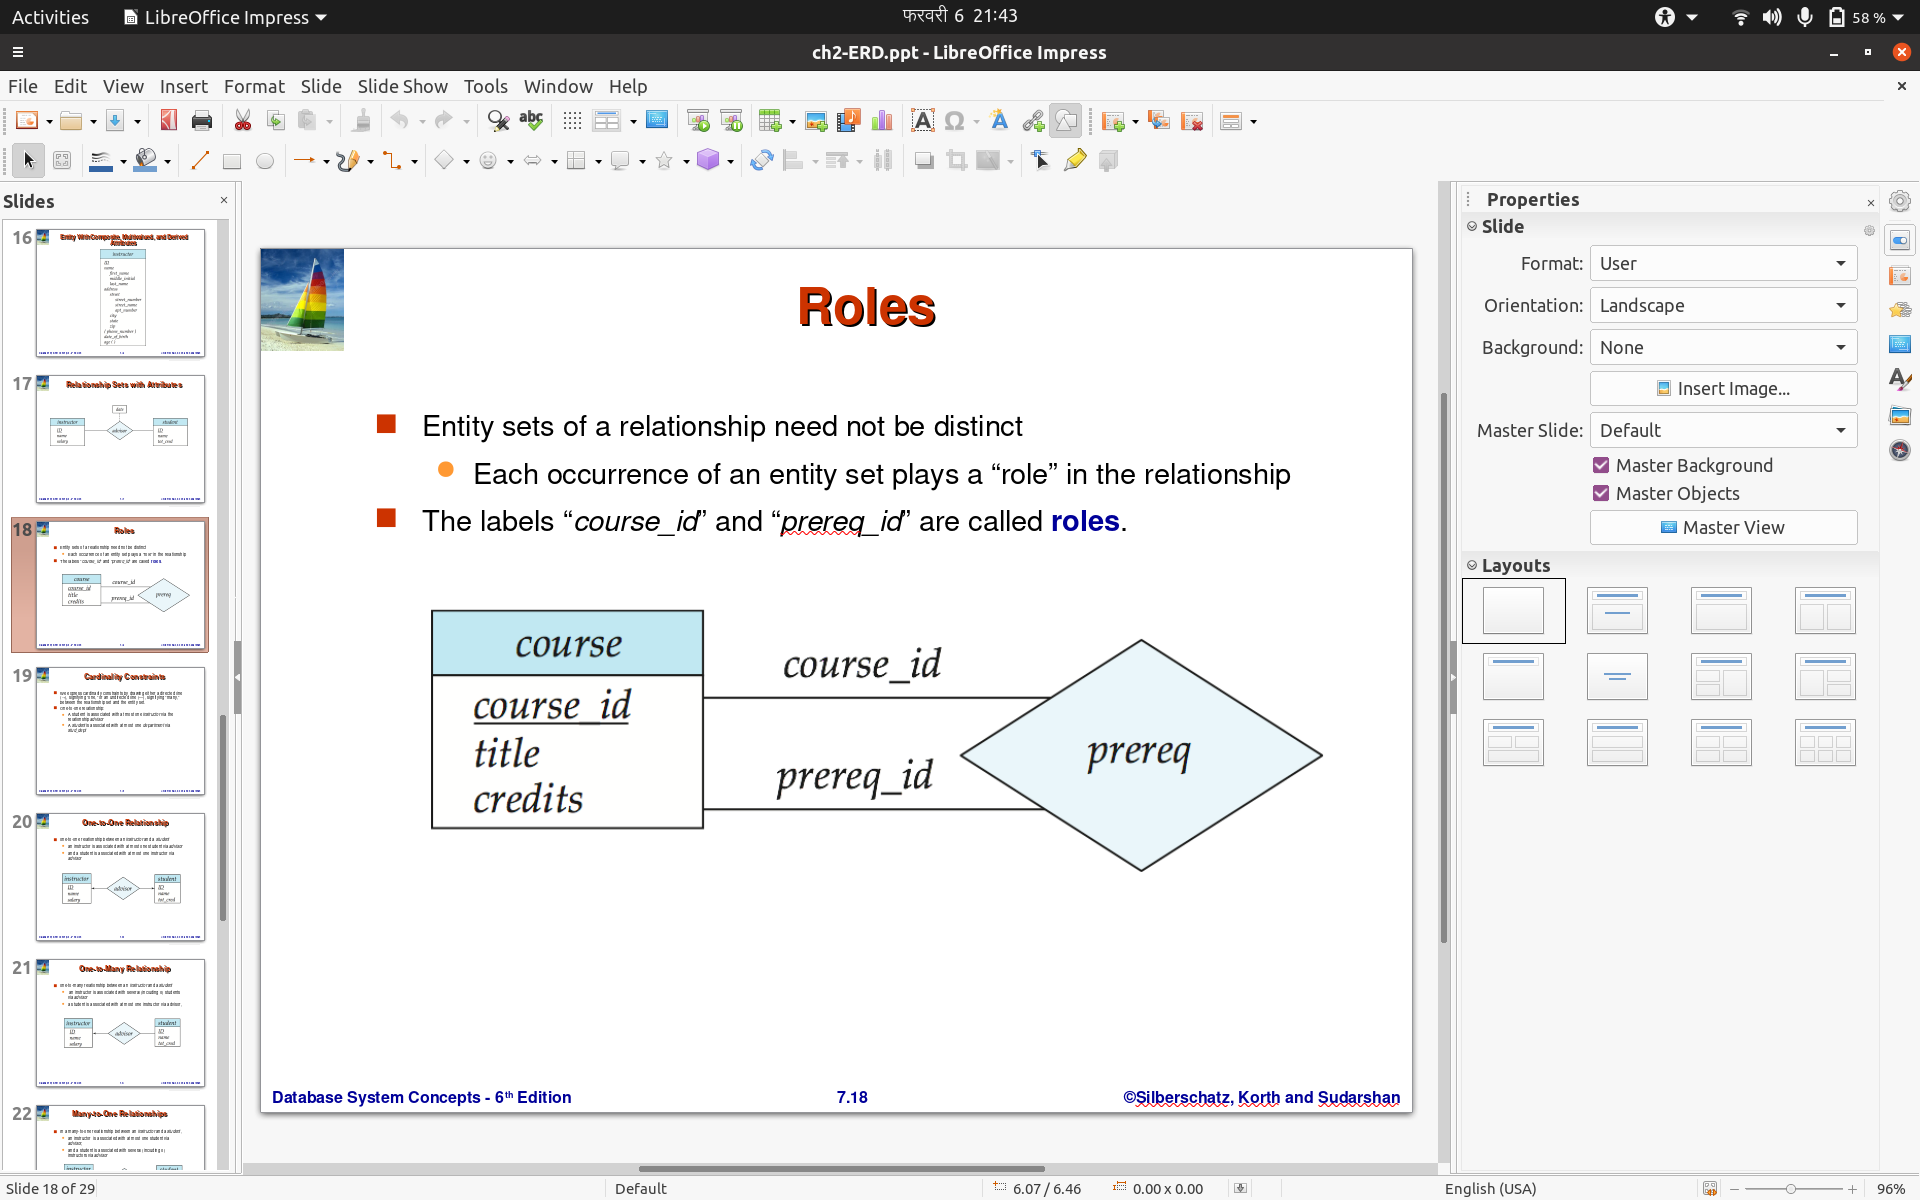 Activities
LibreOffice Impress
फरवरी 6 21:43
58 %
ch2-ERD.ppt - LibreOffice Impress
File Edit View Insert Format Slide Slide Show Tools Window Help
Slides
16
Entity With Composite, Multivalued, and Derived
Attributes
17
Relationship Sets with Attributes
18
Roles
19
Cardinality Constraints
20
One-to-One Relationship
21
One-to-Many Relationship
22
Many-to-One Relationships
Roles
Entity sets of a relationship need not be distinct
Each occurrence of an entity set plays a “role” in the relationship
The labels “course_id” and “prereq_id” are called roles.
course
course_id
title
credits
course_id
prereq_id
prereq
Database System Concepts - 6th Edition
7.18
©Silberschatz, Korth and Sudarshan
Properties
Slide
Format: User
Orientation: Landscape
Background: None
Insert Image...
Master Slide: Default
Master Background
Master Objects
Master View
Layouts
Slide 18 of 29
Default
6.07 / 6.46
0.00 x 0.00
English (USA)
96%